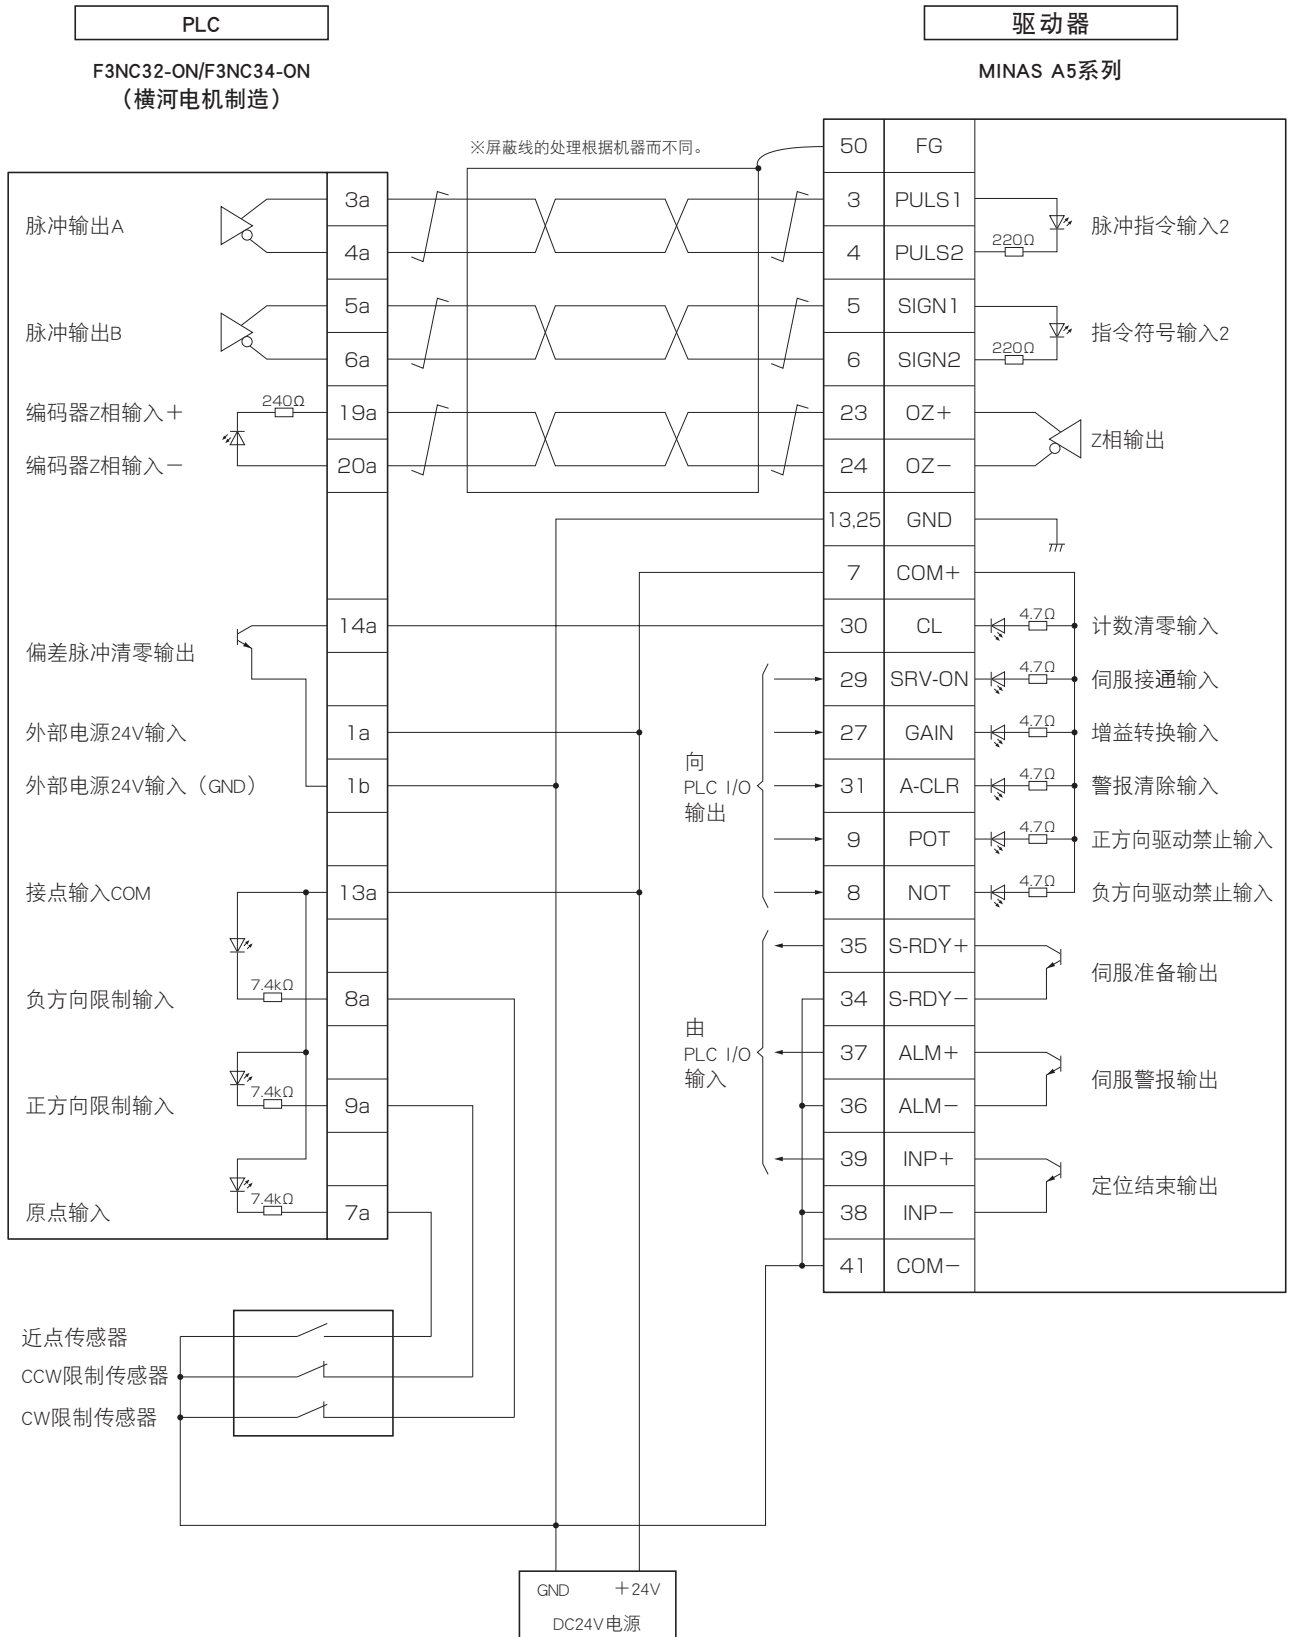 PLC
驱动器
F3NC32-ON/F3NC34-ON
（横河电机制造）
MINAS A5系列
※屏蔽线的处理根据机器而不同。
50 FG
脉冲输出A
3a
4a
3 PULS1
4 PULS2
220Ω
脉冲指令输入2
脉冲输出B
5a
6a
5 SIGN1
6 SIGN2
220Ω
指令符号输入2
编码器Z相输入＋
240Ω
19a
23 OZ＋
编码器Z相输入－
20a
24 OZ－
Z相输出
13,25 GND
7 COM＋
偏差脉冲清零输出
14a
30 CL 4.7Ω 计数清零输入
29 SRV-ON 4.7Ω 伺服接通输入
外部电源24V输入
1a
27 GAIN 4.7Ω 增益转换输入
外部电源24V输入（GND）
1b
向
PLC I/O
输出
31 A-CLR 4.7Ω 警报清除输入
9 POT 4.7Ω 正方向驱动禁止输入
接点输入COM
13a
8 NOT 4.7Ω 负方向驱动禁止输入
35 S-RDY＋
34 S-RDY－
伺服准备输出
负方向限制输入
7.4kΩ
8a
由
PLC I/O
输入
37 ALM＋
36 ALM－
伺服警报输出
正方向限制输入
7.4kΩ
9a
39 INP＋
38 INP－
定位结束输出
原点输入
7.4kΩ
7a
41 COM－
近点传感器
CCW限制传感器
CW限制传感器
GND ＋24V
DC24V电源